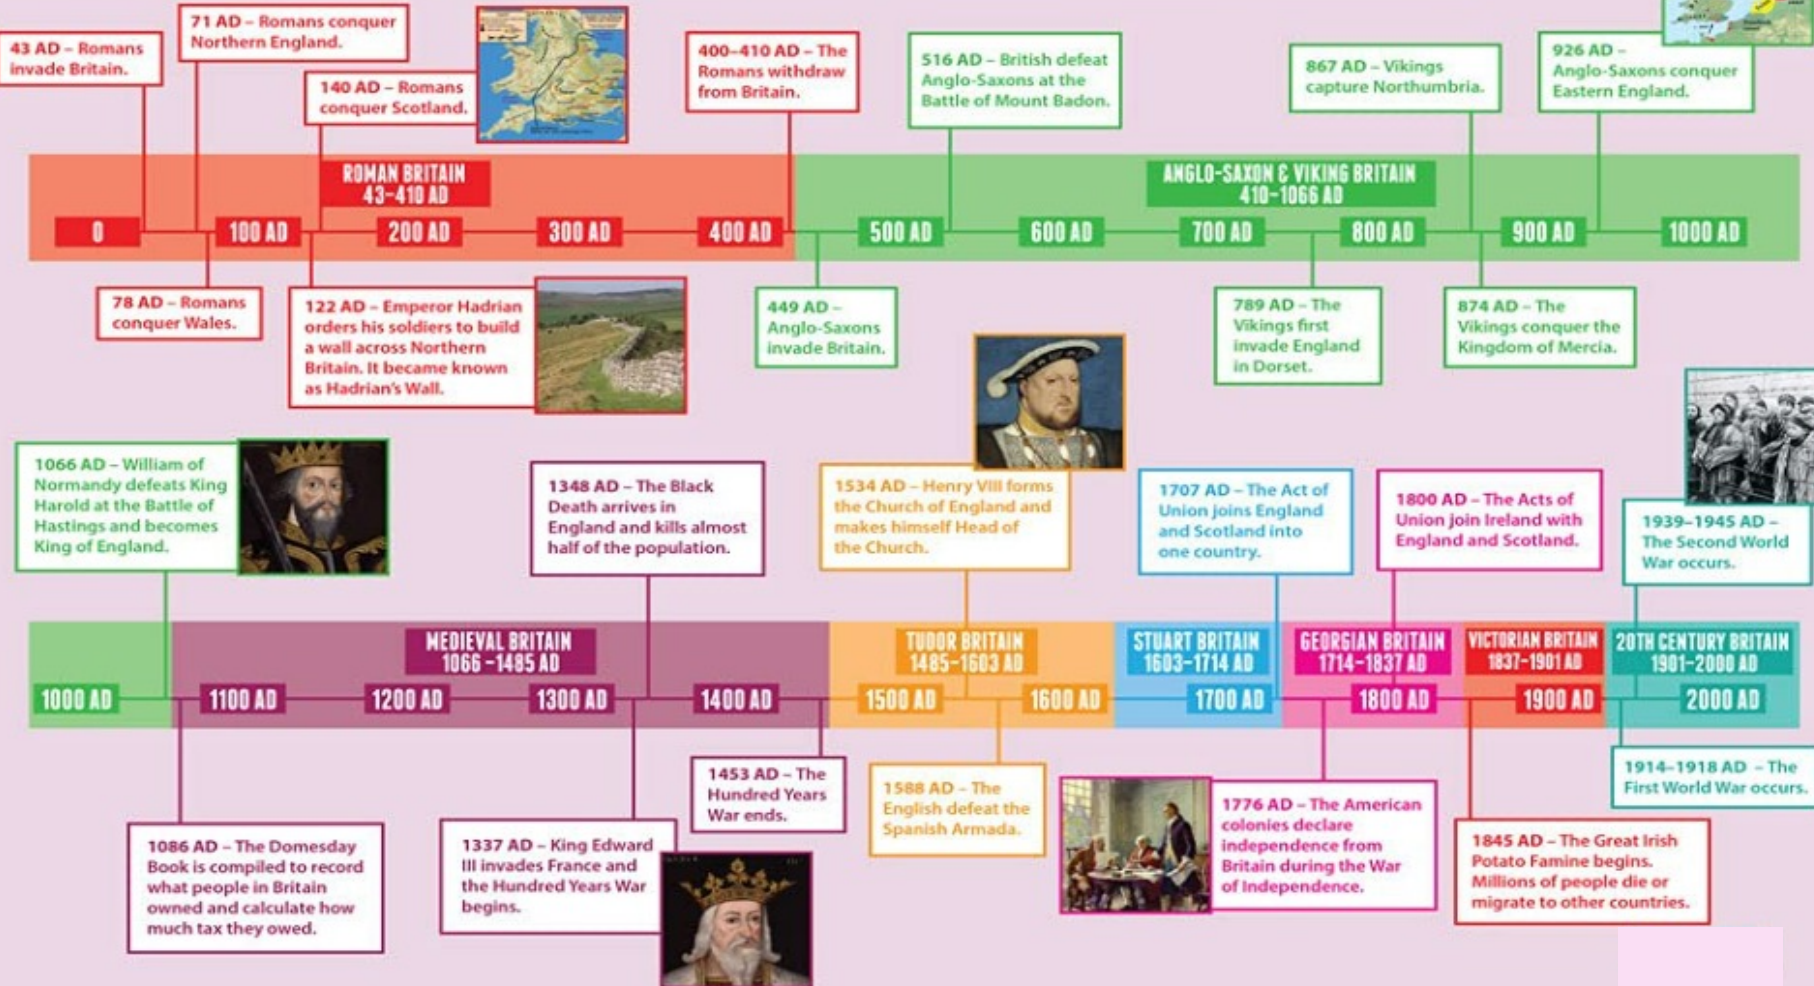 43 AD – Romans
invade Britain.
71 AD – Romans conquer
Northern England.
140 AD – Romans
conquer Scotland.
400–410 AD – The
Romans withdraw
from Britain.
516 AD – British defeat
Anglo-Saxons at the
Battle of Mount Badon.
867 AD – Vikings
capture Northumbria.
926 AD –
Anglo-Saxons conquer
Eastern England.
ROMAN BRITAIN
43–410 AD
ANGLO-SAXON & VIKING BRITAIN
410–1066 AD
0
100 AD
200 AD
300 AD
400 AD
500 AD
600 AD
700 AD
800 AD
900 AD
1000 AD
78 AD – Romans
conquer Wales.
122 AD – Emperor Hadrian
orders his soldiers to build
a wall across Northern
Britain. It became known
as Hadrian's Wall.
449 AD –
Anglo-Saxons
invade Britain.
789 AD – The
Vikings first
invade England
in Dorset.
874 AD – The
Vikings conquer the
Kingdom of Mercia.
1066 AD – William of
Normandy defeats King
Harold at the Battle of
Hastings and becomes
King of England.
1348 AD – The Black
Death arrives in
England and kills almost
half of the population.
1534 AD – Henry VIII forms
the Church of England and
makes himself Head of
the Church.
1707 AD – The Act of
Union joins England
and Scotland into
one country.
1800 AD – The Acts of
Union join Ireland with
England and Scotland.
1939–1945 AD –
The Second World
War occurs.
MEDIEVAL BRITAIN
1066 –1485 AD
TUDOR BRITAIN
1485–1603 AD
STUART BRITAIN
1603–1714 AD
GEORGIAN BRITAIN
1714–1837 AD
VICTORIAN BRITAIN
1837–1901 AD
20TH CENTURY BRITAIN
1901–2000 AD
1000 AD
1100 AD
1200 AD
1300 AD
1400 AD
1500 AD
1600 AD
1700 AD
1800 AD
1900 AD
2000 AD
1086 AD – The Domesday
Book is compiled to record
what people in Britain
owned and calculate how
much tax they owed.
1337 AD – King Edward
III invades France and
the Hundred Years War
begins.
1453 AD – The
Hundred Years
War ends.
1588 AD – The
English defeat the
Spanish Armada.
1776 AD – The American
colonies declare
independence from
Britain during the War
of Independence.
1845 AD – The Great Irish
Potato Famine begins.
Millions of people die or
migrate to other countries.
1914–1918 AD – The
First World War occurs.